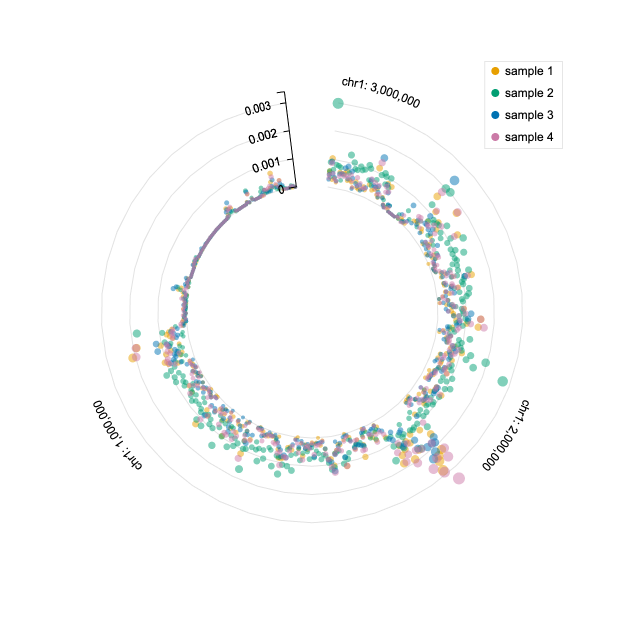 chr1: 3,000,000
0.003
0.002
0.001
0
sample 1
sample 2
sample 3
sample 4
chr1: 1,000,000
chr1: 2,000,000